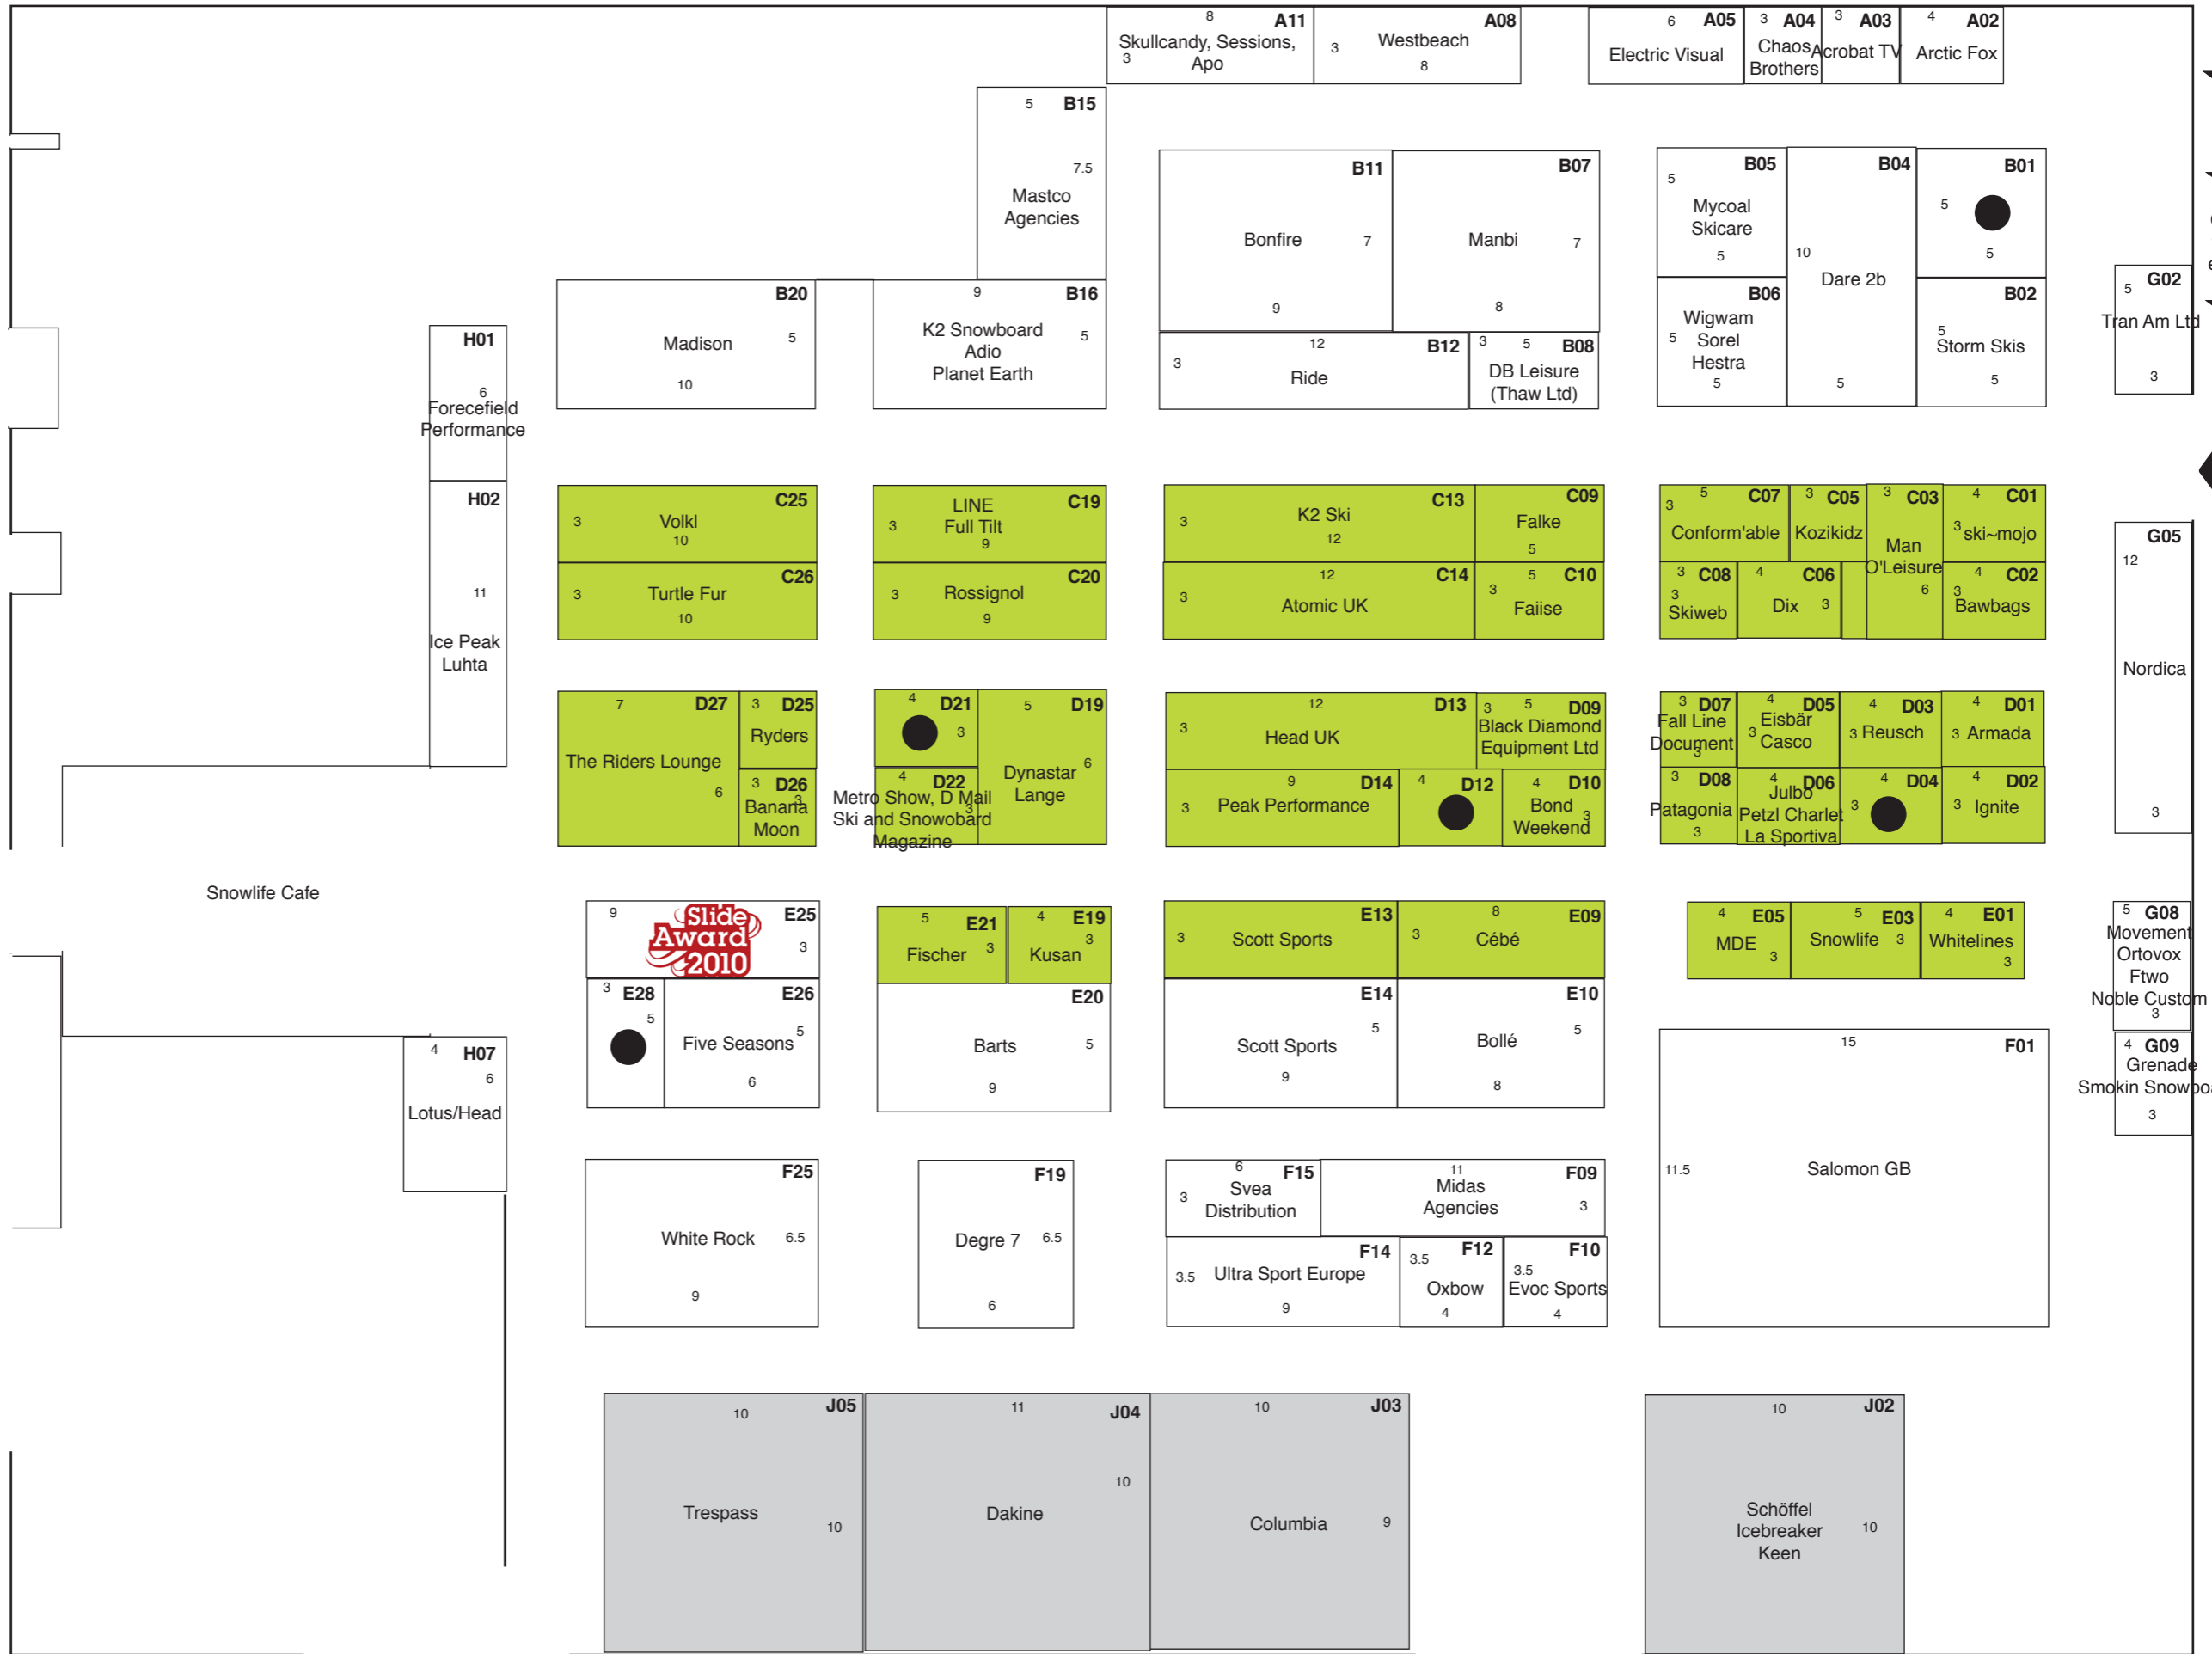 8 A11
Skullcandy, Sessions,
3 Apo
A08
3 Westbeach
8
6 A05
Electric Visual
3 A04
Chaos
Brothers
3 A03
Acrobat TV
4 A02
Arctic Fox
5 B15
7.5
Mastco
Agencies
B11
Bonfire 7
9
B07
Manbi 7
8
B05
5
Mycoal
Skicare
5
B04
10
Dare 2b
5
B01
5
5
G02
5
Tran Am Ltd
3
B20
Madison 5
10
9 B16
K2 Snowboard 5
Adio
Planet Earth
12 B12
3 Ride
3 5 B08
DB Leisure
(Thaw Ltd)
B06
Wigwam
5 Sorel
Hestra
5
B02
5
Storm Skis
5
H01
6
Forecefield
Performance
H02
11
Ice Peak
Luhta
C25
3 Volkl
10
LINE C19
3 Full Tilt
9
C13
3 K2 Ski
12
C09
Falke
5
5 C07
3
Conform'able
3 C05
Kozikidz
3 C03
Man
O'Leisure
6
4 C01
3 ski~mojo
G05
12
Nordica
3
C26
3 Turtle Fur
10
C20
3 Rossignol
9
12 C14
3 Atomic UK
5 C10
3
Faiise
3 C08
3
Skiweb
4 C06
Dix 3
4 C02
3
Bawbags
7 D27
The Riders Lounge
6
3 D25
Ryders
4 D21
3
5 D19
Dynastar 6
Lange
12 D13
3 Head UK
3 5 D09
Black Diamond
Equipment Ltd
3 D07
Fall Line
Document
3
4 D05
Eisbär
3 Casco
4 D03
3 Reusch
4 D01
3 Armada
3 D26
3
Banana
Moon
4 D22
Metro Show, D Mail
3
Ski and Snowobard
Magazine
9 D14
3 Peak Performance
4 D12
4 D10
Bond 3
Weekend
3 D08
Patagonia
3
4 D06
Julbo
Petzl Charlet
La Sportiva
4 D04
3
4 D02
3 Ignite
Snowlife Cafe
9 E25
Slide
Award
2010
3
5 E21
Fischer 3
4 E19
3
Kusan
E13
3 Scott Sports
8 E09
3 Cébé
4 E05
MDE 3
5 E03
Snowlife 3
4 E01
Whitelines
3
5 G08
Movement
Ortovox
Ftwo
Noble Custom
3
3 E28
5
E26
5
Five Seasons
6
E20
Barts 5
9
E14
5
Scott Sports
9
E10
5
Bollé
8
15 F01
11.5 Salomon GB
4 G09
Grenade
Smokin Snowboa
3
4 H07
6
Lotus/Head
F25
White Rock 6.5
9
F19
Degre 7 6.5
6
6 F15
3 Svea
Distribution
11 F09
Midas
Agencies 3
F14
3.5 Ultra Sport Europe
9
F12
3.5
Oxbow
4
F10
3.5
Evoc Sports
4
10 J05
Trespass
10
11 J04
10
Dakine
10 J03
Columbia 9
10 J02
Schöffel
Icebreaker 10
Keen